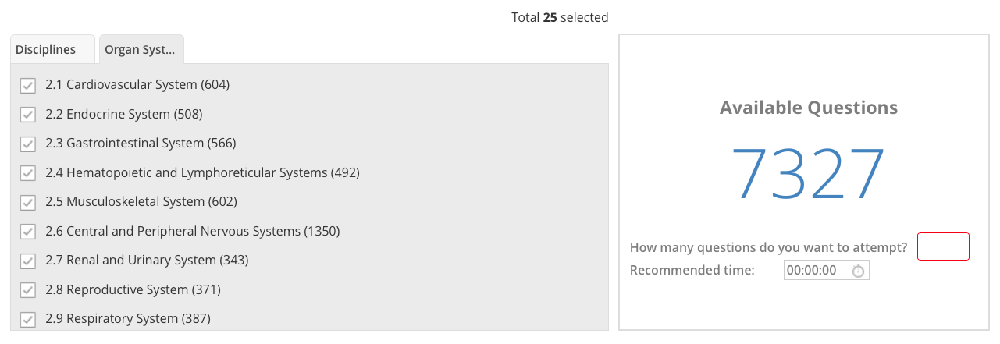 Total 25 selected
Disciplines
Organ Syst...
2.1 Cardiovascular System (604)
2.2 Endocrine System (508)
2.3 Gastrointestinal System (566)
2.4 Hematopoietic and Lymphoreticular Systems (492)
2.5 Musculoskeletal System (602)
2.6 Central and Peripheral Nervous Systems (1350)
2.7 Renal and Urinary System (343)
2.8 Reproductive System (371)
2.9 Respiratory System (387)
Available Questions
7327
How many questions do you want to attempt?
Recommended time: 00:00:00